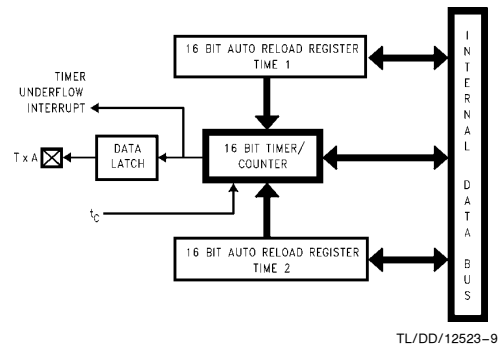 16 BIT AUTO RELOAD REGISTER
TIME 1
TIMER
UNDERFLOW
INTERRUPT
T x A
DATA
LATCH
16 BIT TIMER/
COUNTER
tC
16 BIT AUTO RELOAD REGISTER
TIME 2
INTERNAL DATA BUS
TL/DD/12523-9